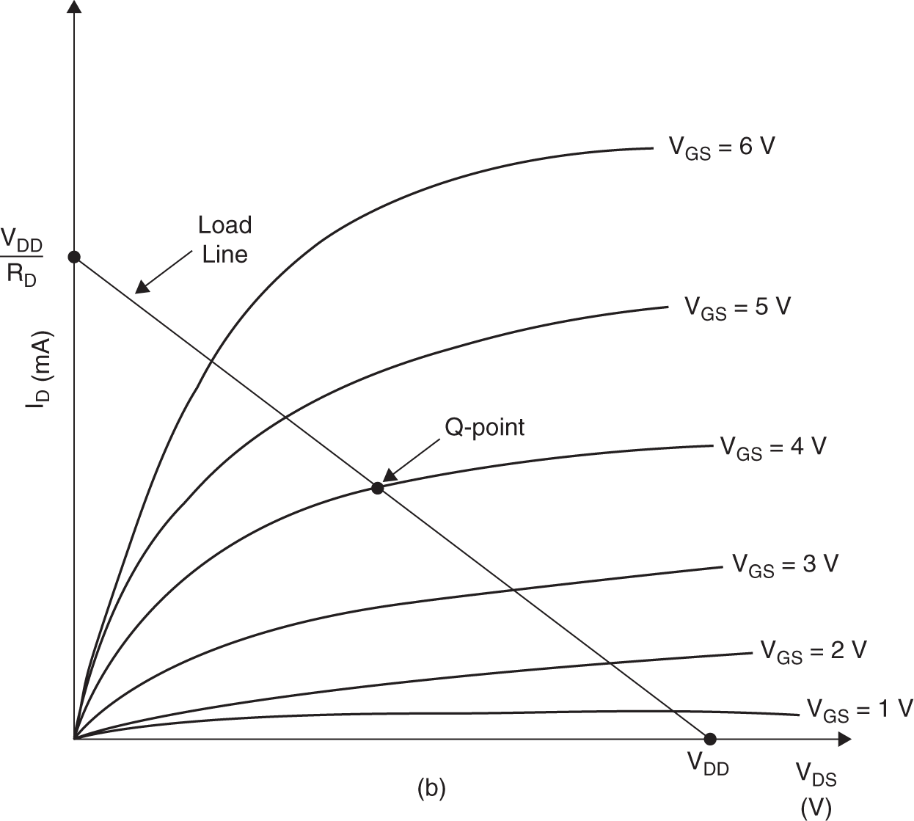 V_GS = 6 V
Load
Line
V_DD
R_D
V_GS = 5 V
I_D (mA)
Q-point
V_GS = 4 V
V_GS = 3 V
V_GS = 2 V
V_GS = 1 V
V_DD
V_DS
(V)
(b)